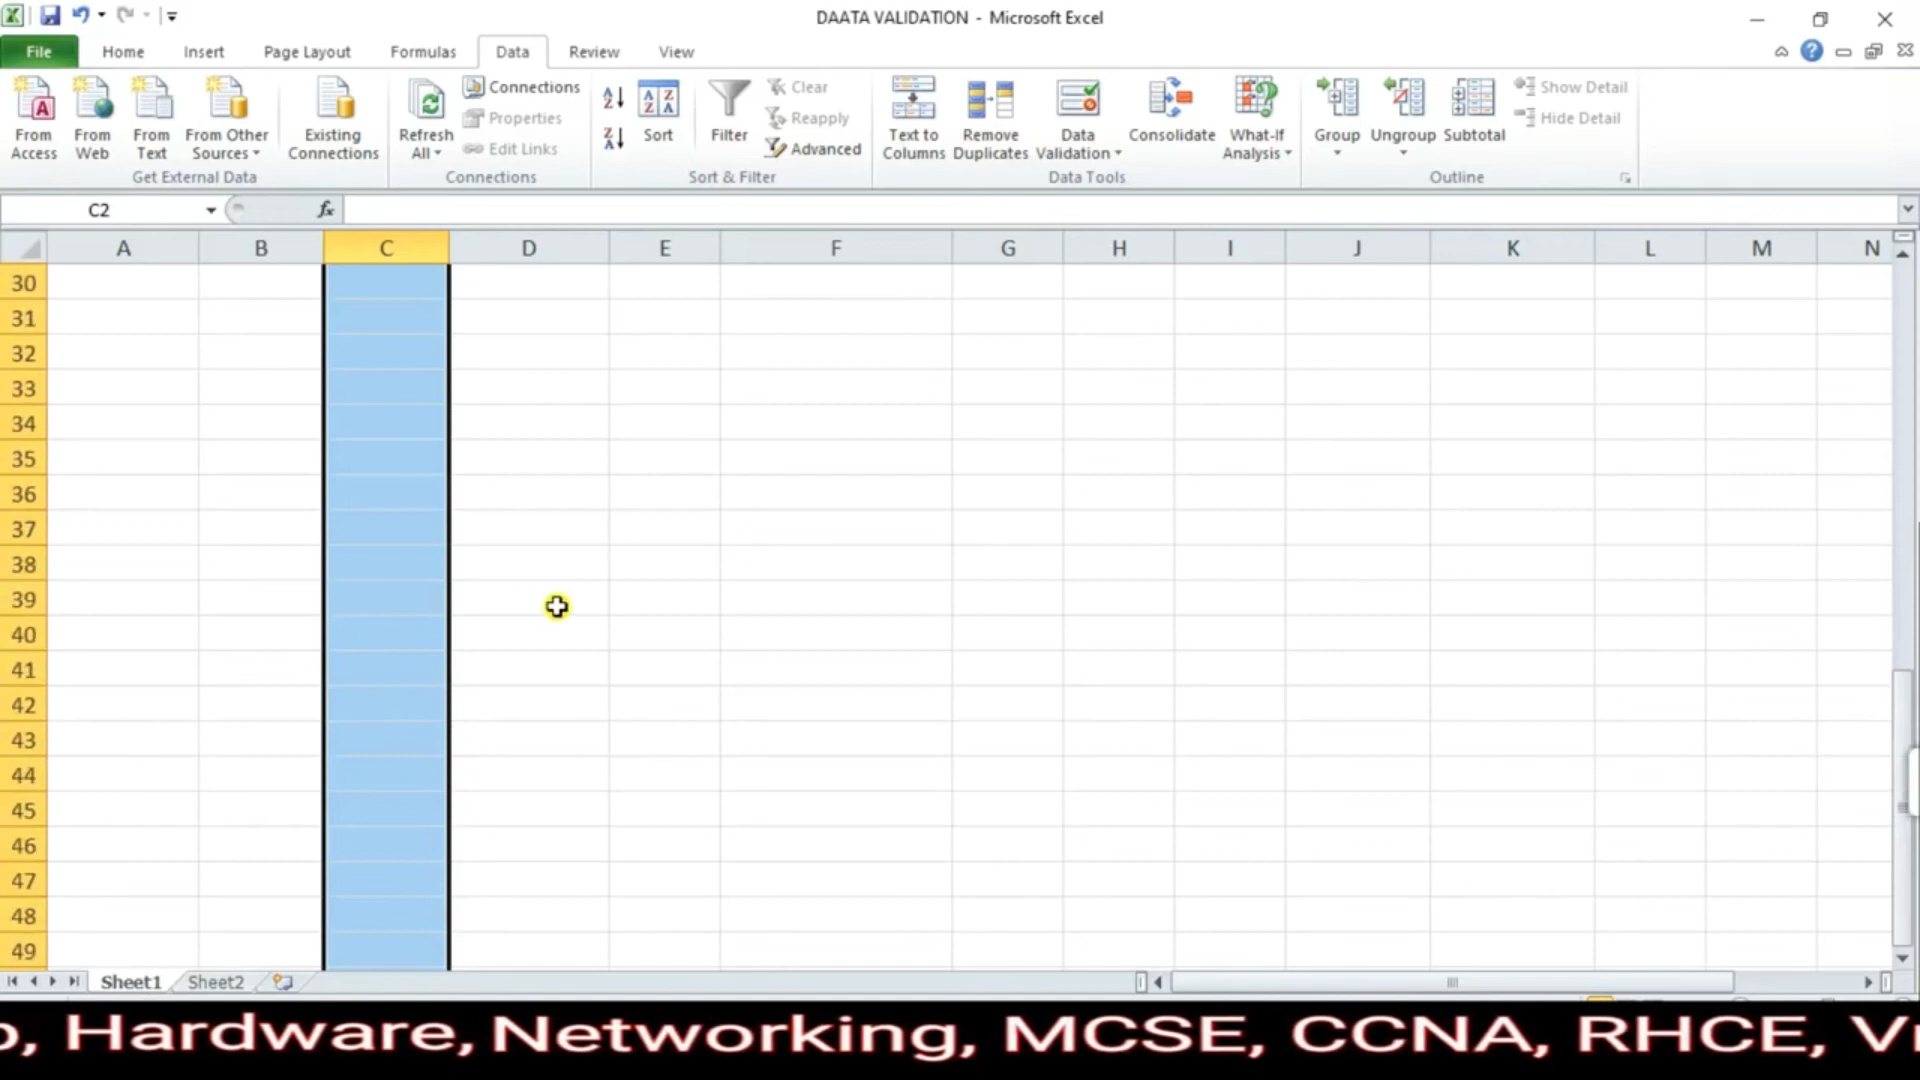 DAATA VALIDATION - Microsoft Excel
File Home Insert Page Layout Formulas Data Review View
From Access
From Web
From Text
From Other Sources
Existing Connections
Get External Data
Refresh All
Connections
Properties
Edit Links
Connections
Sort
Filter
Clear
Reapply
Advanced
Sort & Filter
Text to Columns
Remove Duplicates
Data Validation
Consolidate
What-If Analysis
Data Tools
Group
Ungroup
Subtotal
Show Detail
Hide Detail
Outline
C2 fx
A B C D E F G H I J K L M N
30
31
32
33
34
35
36
37
38
39
40
41
42
43
44
45
46
47
48
49
Sheet1 Sheet2
Hardware, Networking, MCSE, CCNA, RHCE,